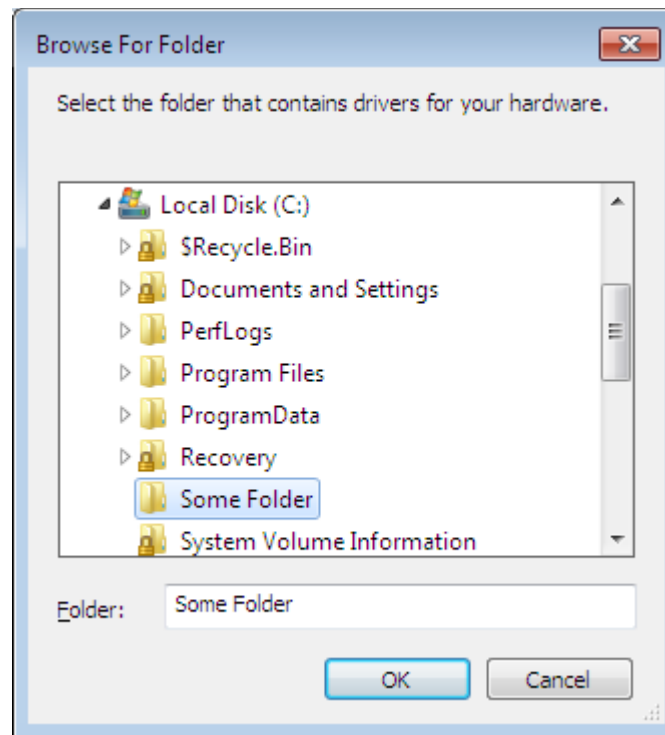 Browse For Folder
Select the folder that contains drivers for your hardware.
Local Disk (C:)
$Recycle.Bin
Documents and Settings
PerfLogs
Program Files
ProgramData
Recovery
Some Folder
System Volume Information
Folder: Some Folder
OK Cancel